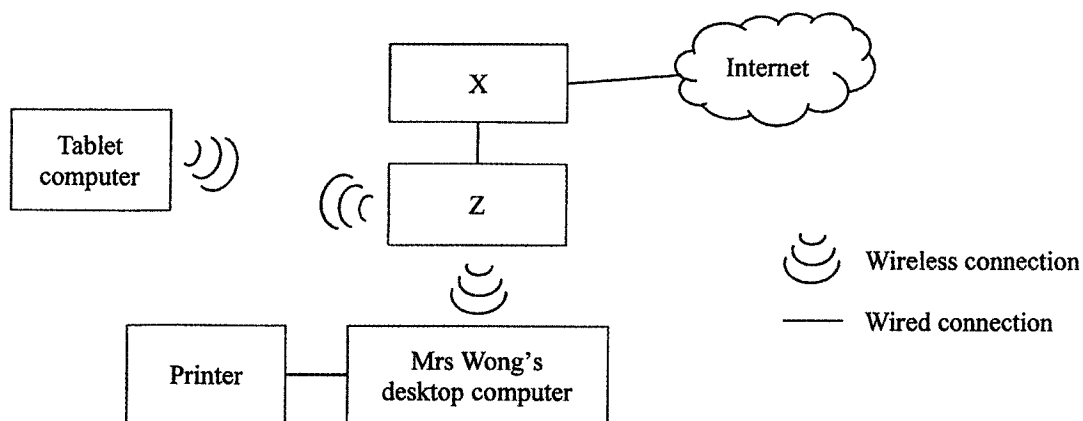 X
Internet
Tablet
computer
Z
Wireless connection
Wired connection
Printer
Mrs Wong's
desktop computer